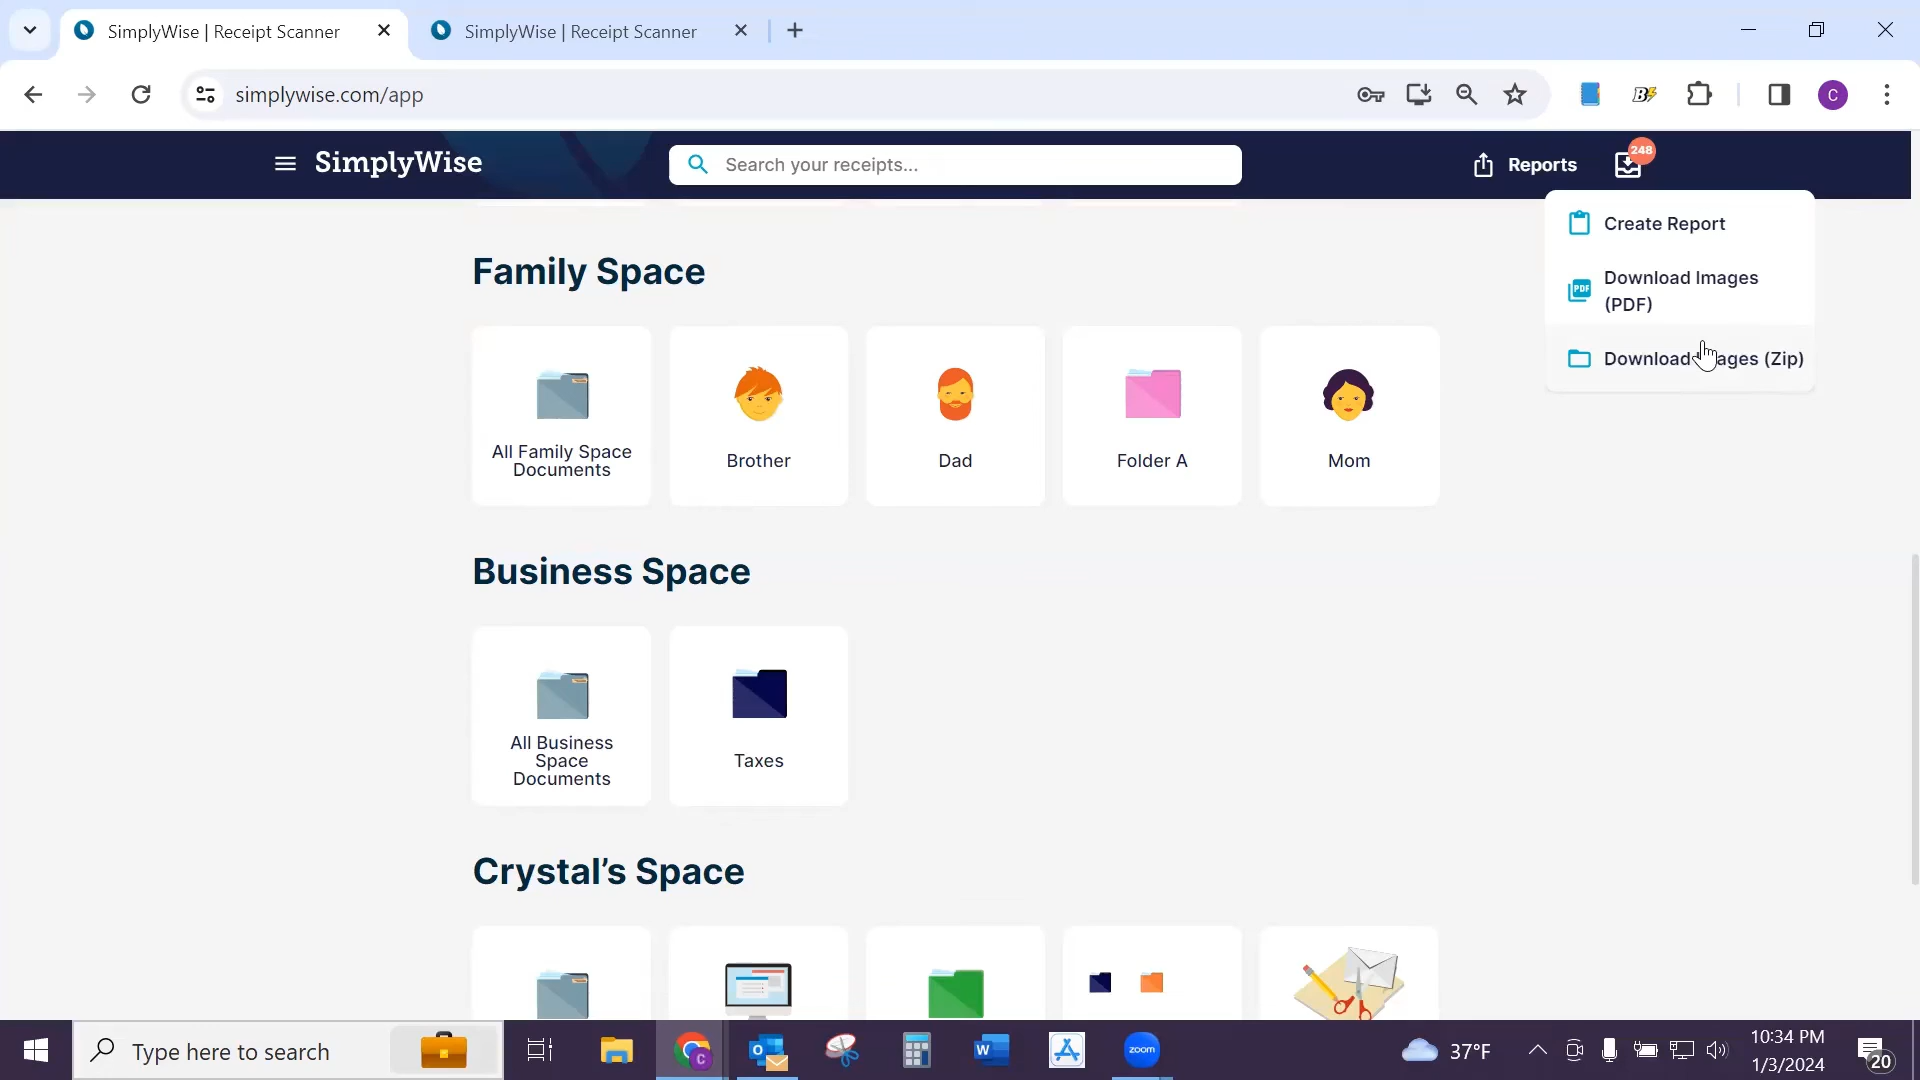 SimplyWise | Receipt Scanner
SimplyWise | Receipt Scanner
simplywise.com/app
C
SimplyWise
Search your receipts...
Reports
248
Create Report
Download Images
(PDF)
PDF
Download Images (Zip)
Family Space
All Family Space
Documents
Brother
Dad
Folder A
Mom
Business Space
All Business
Space
Documents
Taxes
Crystal’s Space
Type here to search
C
zoom
37°F
10:34 PM
1/3/2024
20